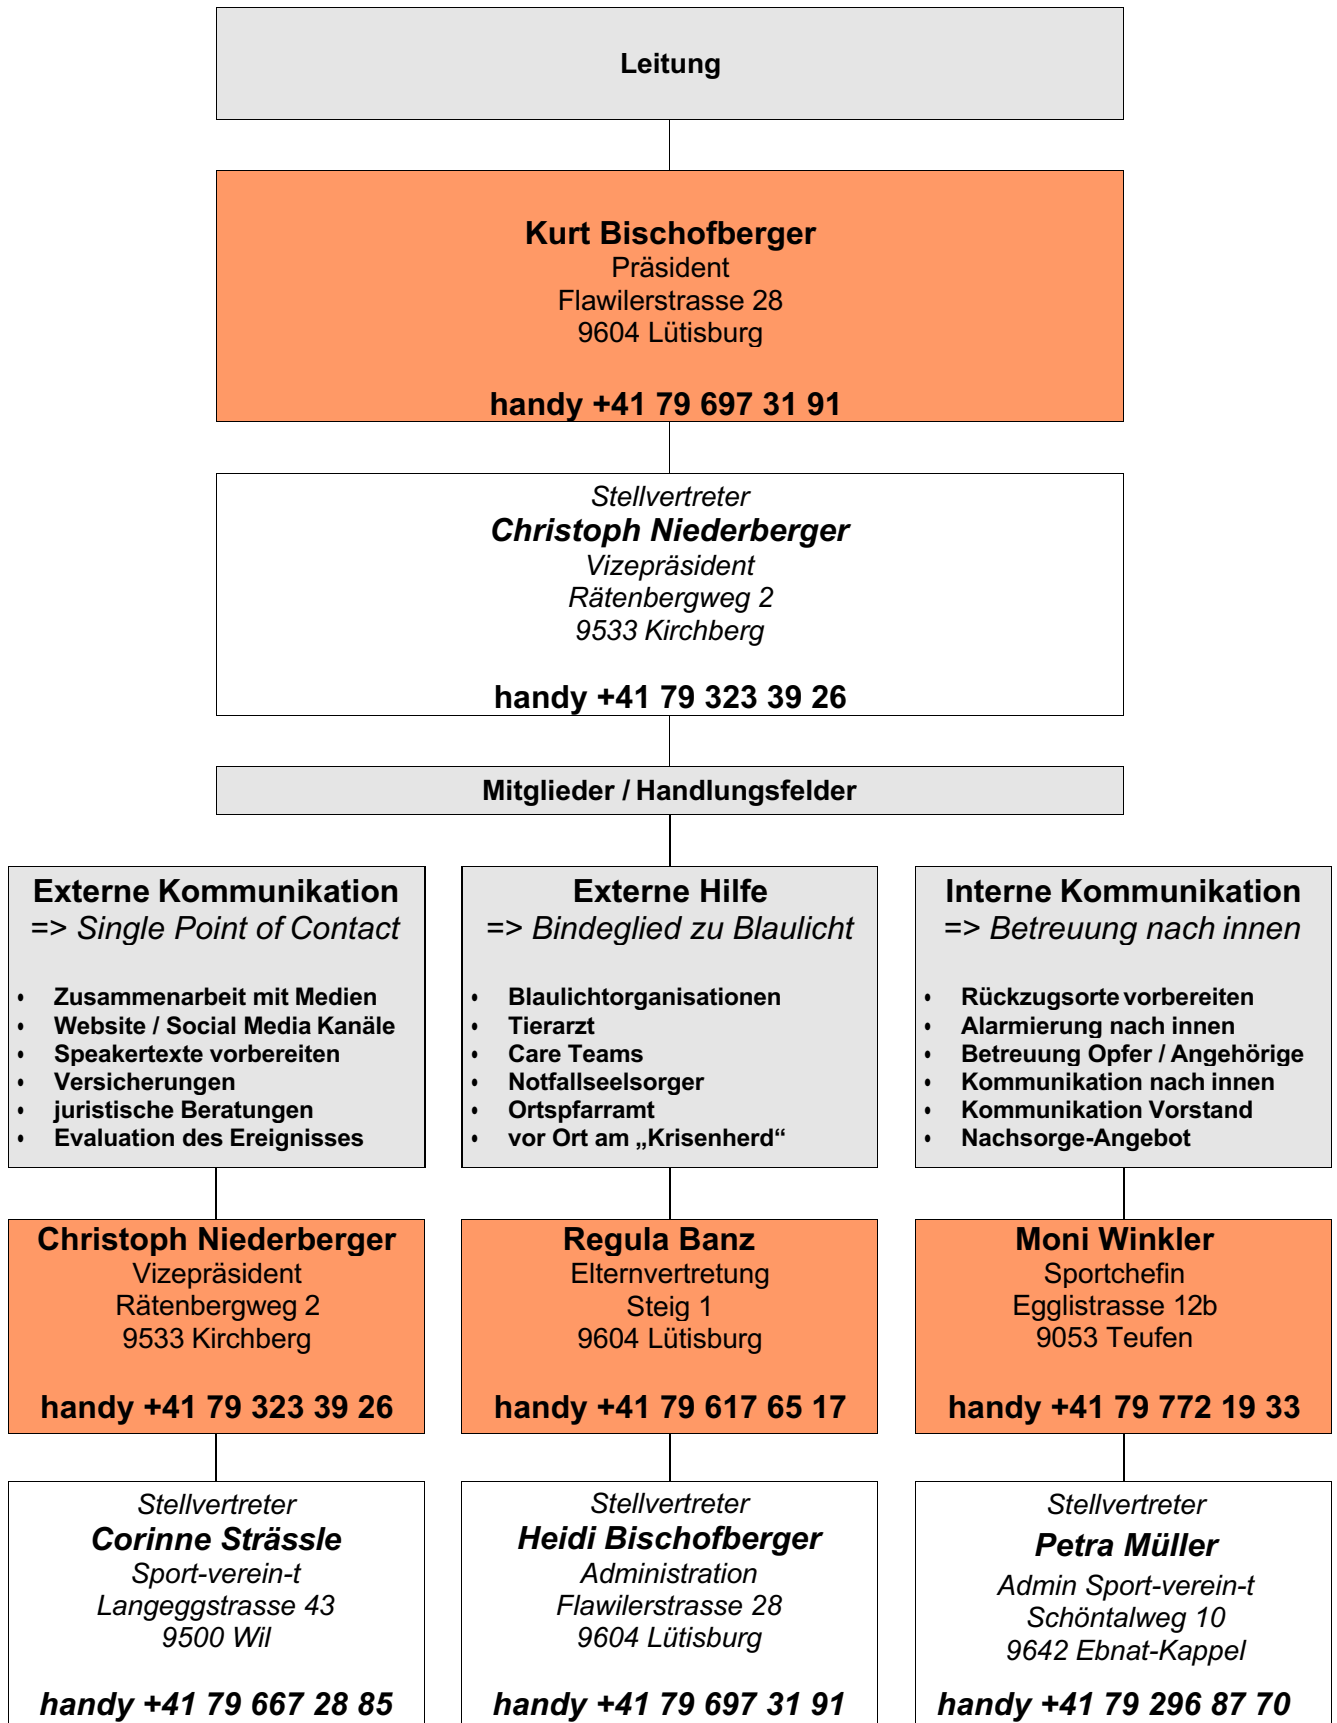 Leitung
Kurt Bischofberger
Präsident
Flawilerstrasse 28
9604 Lütisburg
handy +41 79 697 31 91
Stellvertreter
Christoph Niederberger
Vizepräsident
Rätenbergweg 2
9533 Kirchberg
handy +41 79 323 39 26
Mitglieder / Handlungsfelder
Externe Kommunikation
=> Single Point of Contact
• Zusammenarbeit mit Medien
• Website / Social Media Kanäle
• Speakertexte vorbereiten
• Versicherungen
• juristische Beratungen
• Evaluation des Ereignisses
Externe Hilfe
=> Bindeglied zu Blaulicht
• Blaulichtorganisationen
• Tierarzt
• Care Teams
• Notfallseelsorger
• Ortspfarramt
• vor Ort am „Krisenherd“
Interne Kommunikation
=> Betreuung nach innen
• Rückzugsorte vorbereiten
• Alarmierung nach innen
• Betreuung Opfer / Angehörige
• Kommunikation nach innen
• Kommunikation Vorstand
• Nachsorge-Angebot
Christoph Niederberger
Vizepräsident
Rätenbergweg 2
9533 Kirchberg
handy +41 79 323 39 26
Regula Banz
Elternvertretung
Steig 1
9604 Lütisburg
handy +41 79 617 65 17
Moni Winkler
Sportchefin
Egglistrasse 12b
9053 Teufen
handy +41 79 772 19 33
Stellvertreter
Corinne Strässle
Sport-verein-t
Langeggstrasse 43
9500 Wil
handy +41 79 667 28 85
Stellvertreter
Heidi Bischofberger
Administration
Flawilerstrasse 28
9604 Lütisburg
handy +41 79 697 31 91
Stellvertreter
Petra Müller
Admin Sport-verein-t
Schöntalweg 10
9642 Ebnat-Kappel
handy +41 79 296 87 70